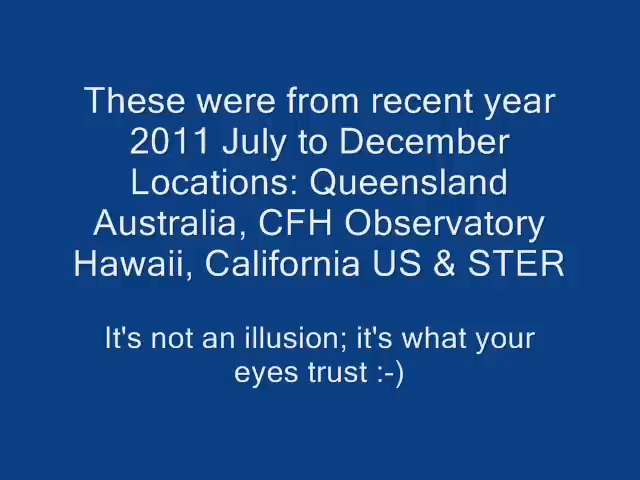 These were from recent year
2011 July to December
Locations: Queensland
Australia, CFH Observatory
Hawaii, California US & STER
It's not an illusion; it's what your
eyes trust :-)